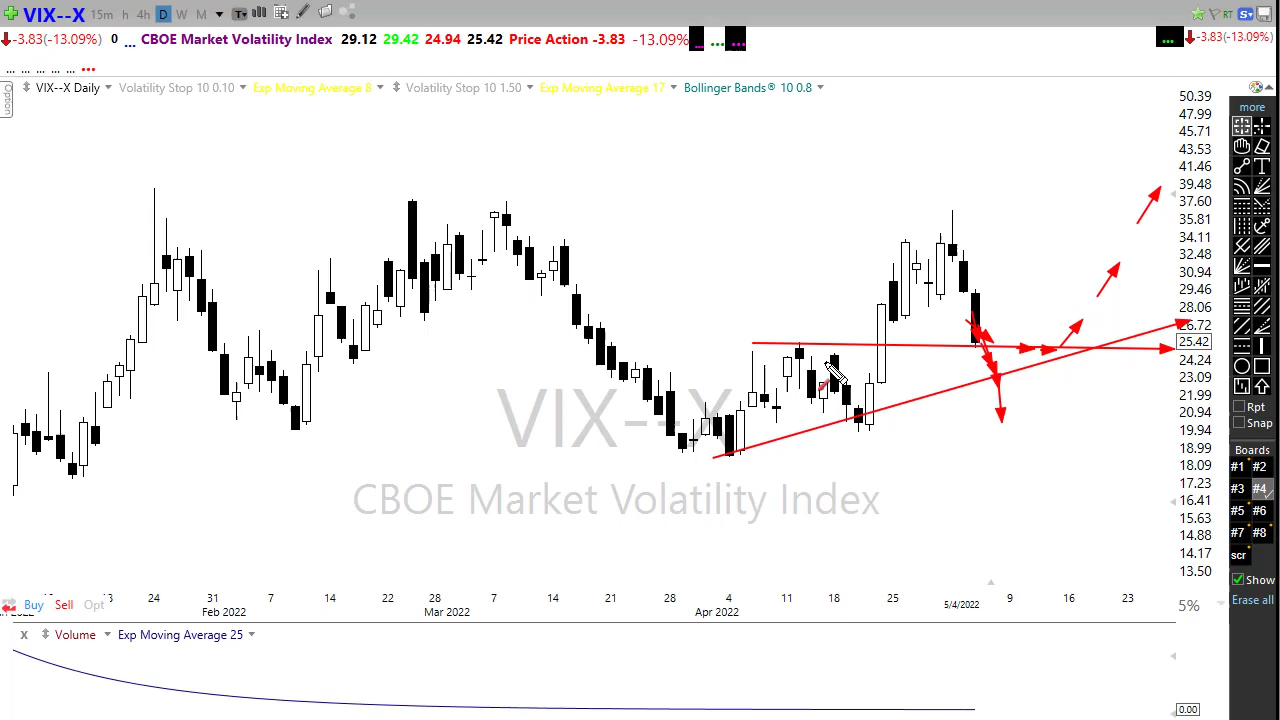 VIX--X 15m h 4h D W M T RT S
-3.83(-13.09%) 0 ... CBOE Market Volatility Index 29.12 29.42 24.94 25.42 Price Action -3.83 -13.09% ... ... ... ... -3.83(-13.09%)
... ... ... ... ... ...
Option
VIX--X Daily Volatility Stop 10 0.10 Exp Moving Average 8 Volatility Stop 10 1.50 Exp Moving Average 17 Bollinger Bands® 10 0.8
50.39
47.99
45.71
43.53
41.46
39.48
37.60
35.81
34.11
32.48
30.94
29.46
28.06
26.72
25.42
24.24
23.09
21.99
20.94
19.94
18.99
18.09
17.23
16.41
15.63
14.88
14.17
13.50
VIX--X
CBOE Market Volatility Index
24 31 7 14 22 28 7 14 21 28 4 11 18 25 5/4/2022 9 16 23
2022 Feb 2022 Mar 2022 Apr 2022
Buy Sell Opt
5%
X Volume Exp Moving Average 25
0.00
more
T
Rpt
Snap
Boards
#1 #2
#3 #4
#5 #6
#7 #8
scr
Show
Erase all